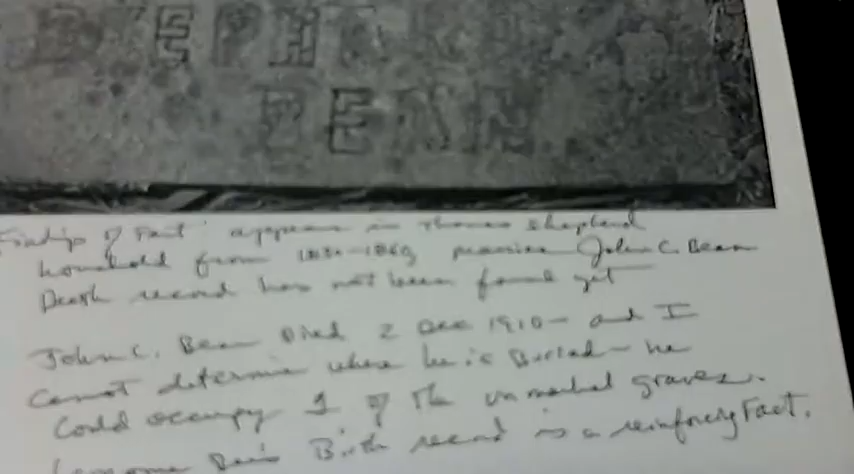 BEAN
of Fact appears in Thomas Shepherd
household from John C. Bean
Death record has not been found yet
John C. Bean Died 2 Dec 1910 - and I
Cannot determine where he is Buried - he
Could occupy 1 of the unmarked graves.
Birth record is a reinforcing Fact.